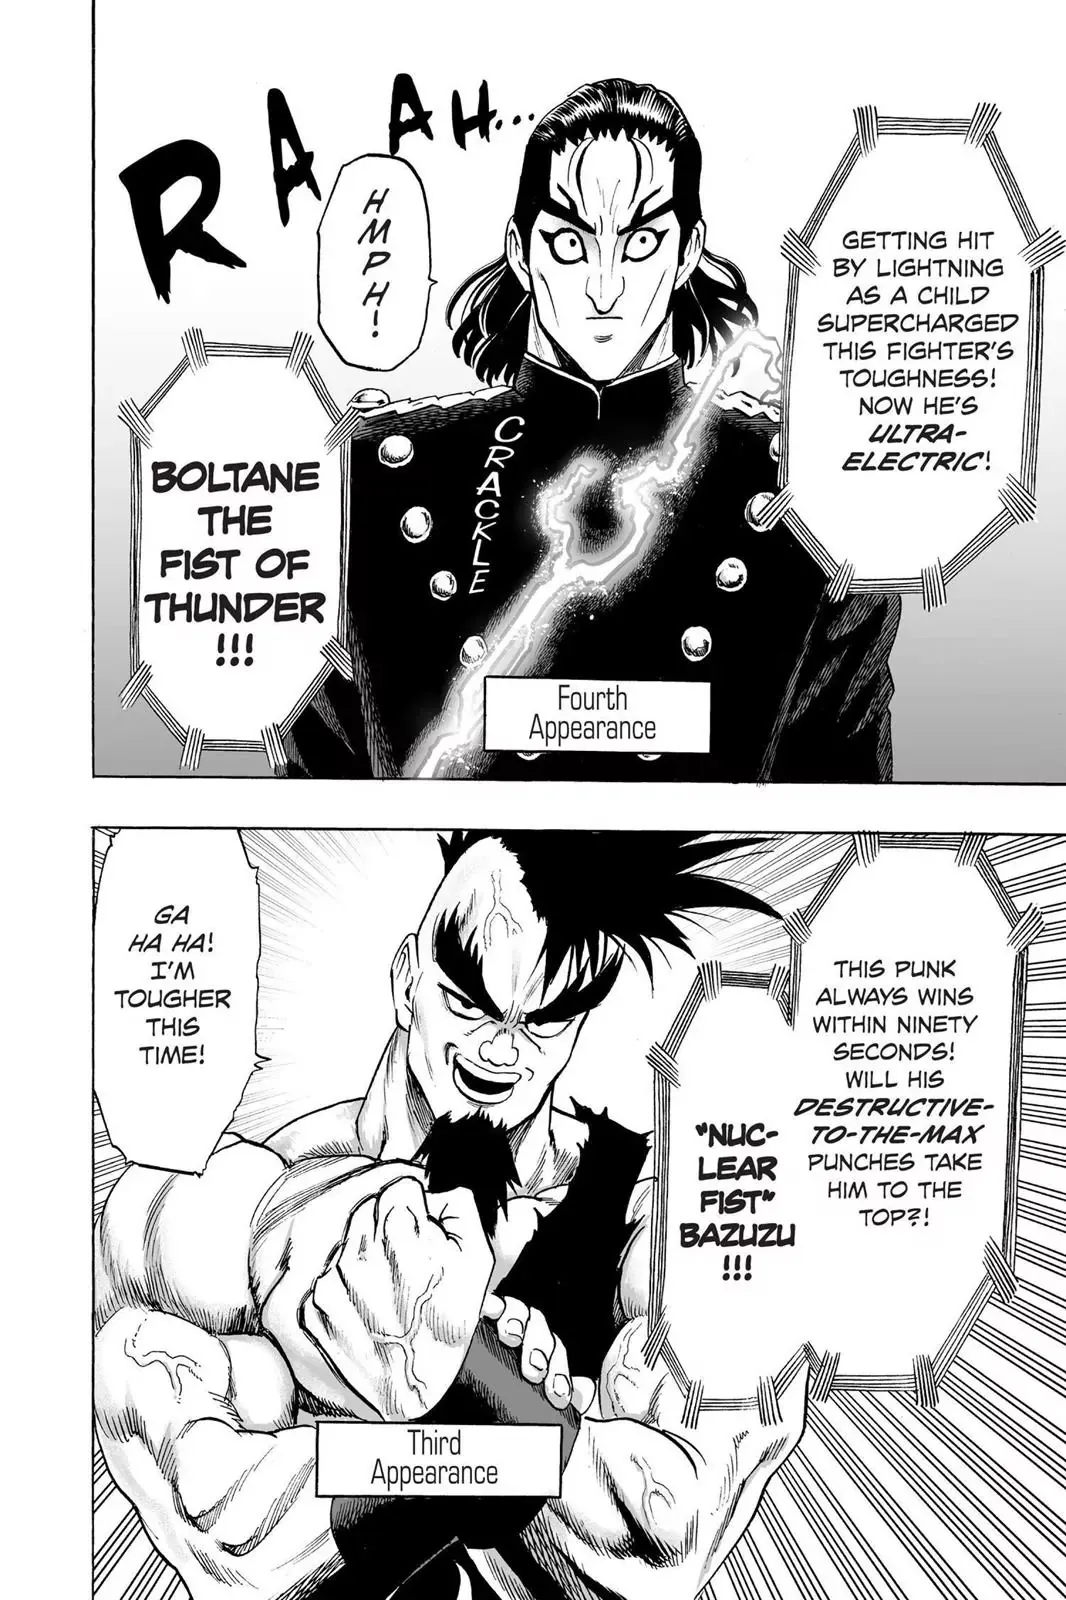 RAAAH...
GETTING HIT
BY LIGHTNING
AS A CHILD
SUPERCHARGED
THIS FIGHTER'S
TOUGHNESS!
NOW HE'S
ULTRA-
ELECTRIC!
HMPH!
CRACKLE
BOLTANE
THE
FIST OF
THUNDER
!!!
Fourth
Appearance
THIS PUNK
ALWAYS WINS
WITHIN NINETY
SECONDS!
WILL HIS
DESTRUCTIVE-
TO-THE-MAX
PUNCHES TAKE
HIM TO THE
TOP?!
"NUC-
LEAR
FIST"
BAZUZU
!!!
GA
HA HA!
I'M
TOUGHER
THIS
TIME!
Third
Appearance